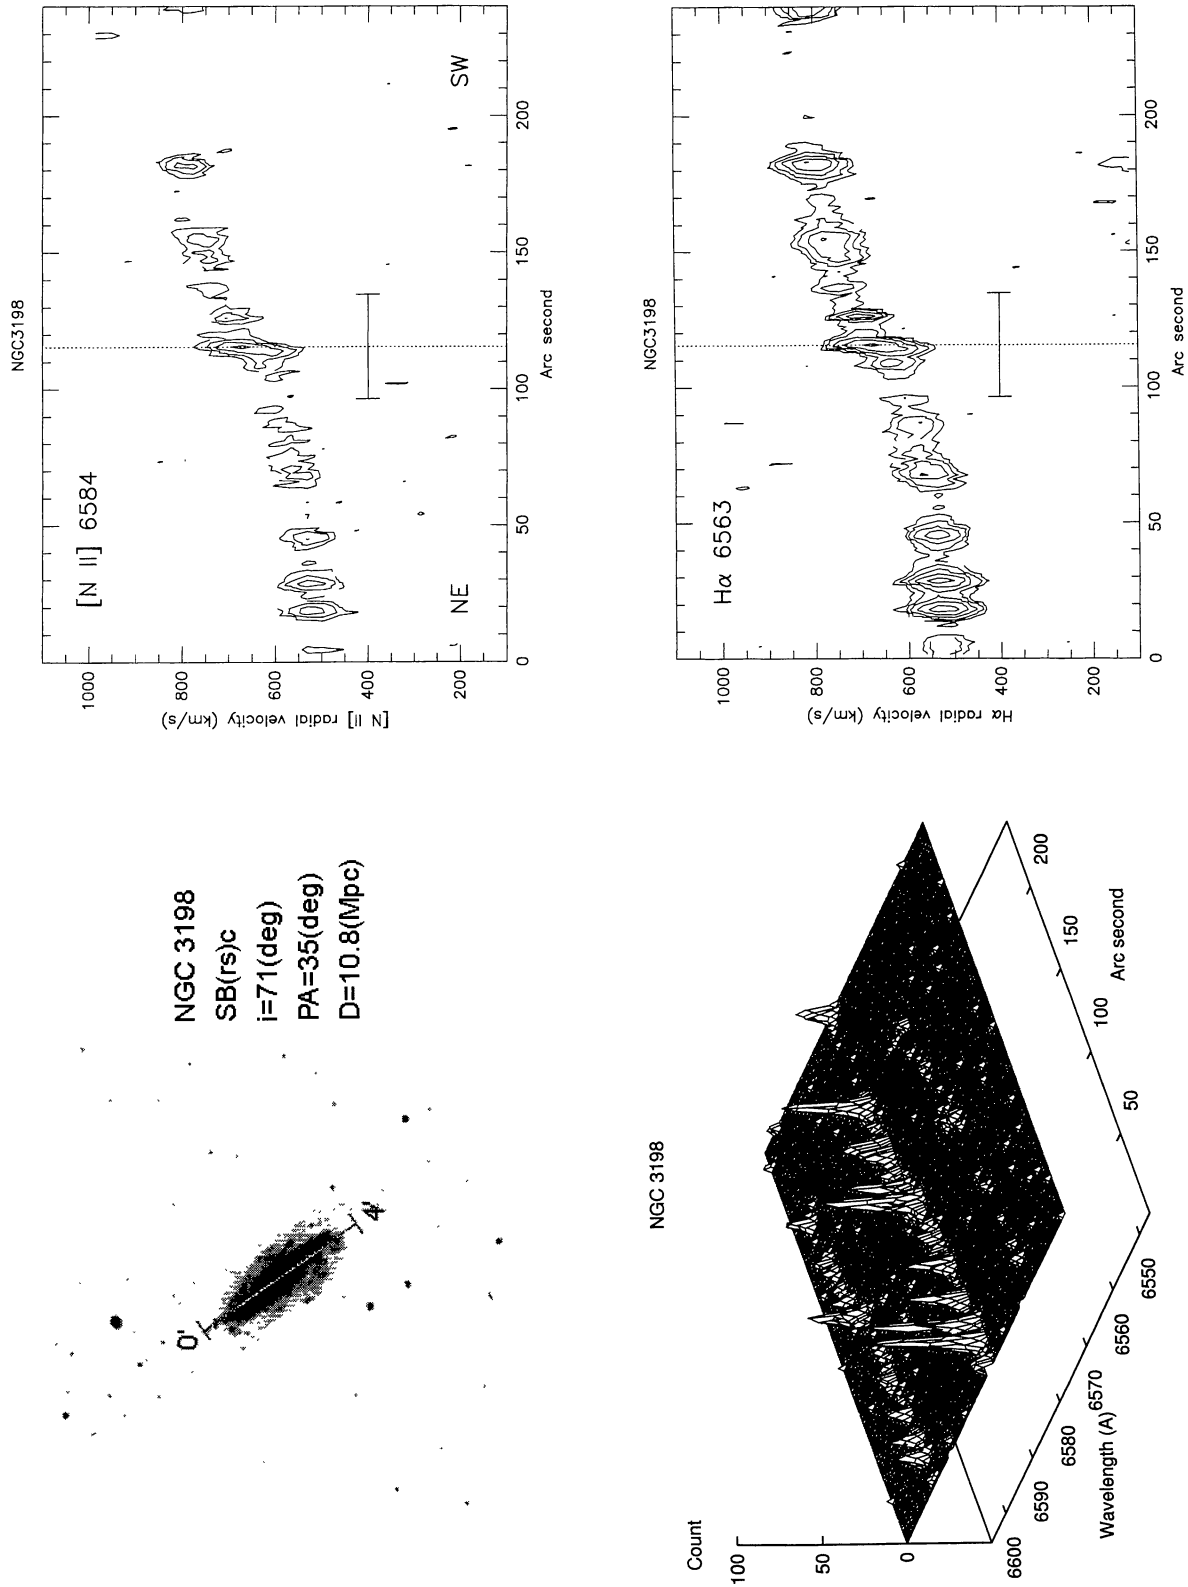 NGC3198
[N II] 6584
NE
SW
[N II] radial velocity (km/s)
1000
800
600
400
200
0
50
100
150
200
Arc second
NGC3198
Hα 6563
Hα radial velocity (km/s)
1000
800
600
400
200
0
50
100
150
200
Arc second
NGC 3198
SB(rs)c
i=71(deg)
PA=35(deg)
D=10.8(Mpc)
0'
4'
NGC 3198
Count
100
50
0
6600
6590
6580
6570
6560
6550
Wavelength (A)
50
100
150
200
Arc second